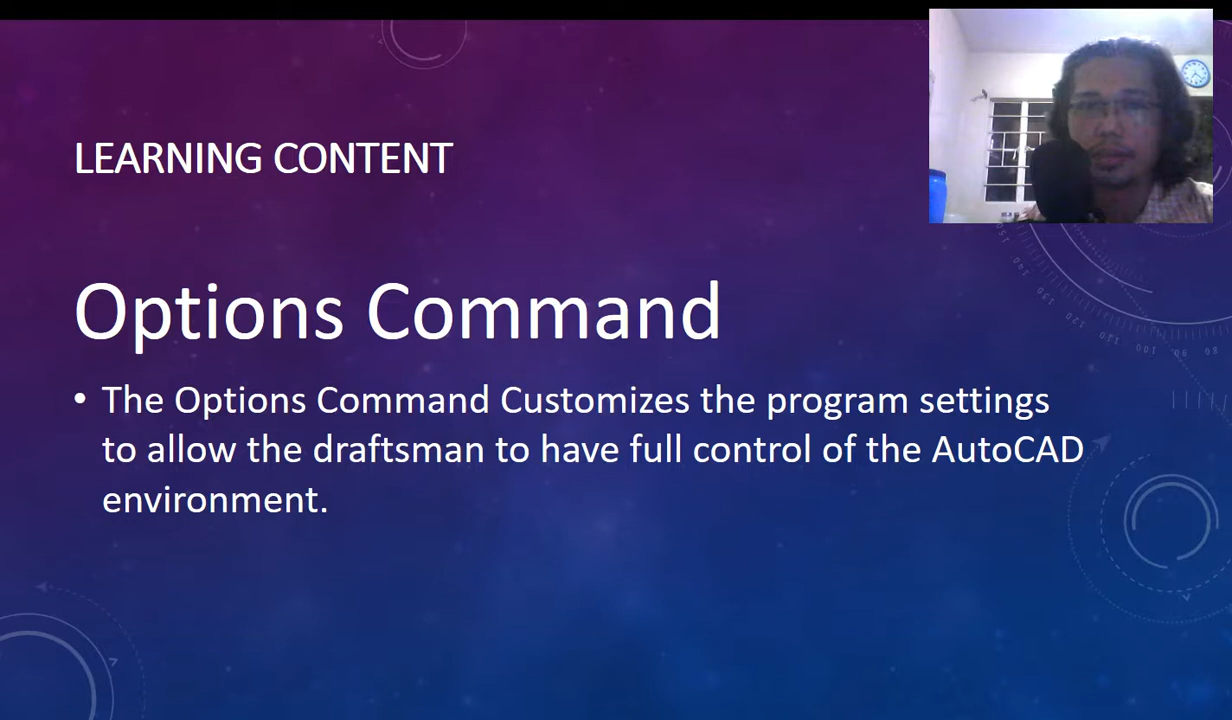 LEARNING CONTENT
Options Command
• The Options Command Customizes the program settings
to allow the draftsman to have full control of the AutoCAD
environment.